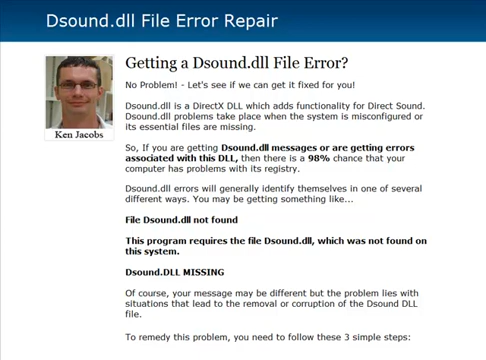 Dsound.dll File Error Repair
Getting a Dsound.dll File Error?
No Problem! - Let's see if we can get it fixed for you!
Ken Jacobs
Dsound.dll is a DirectX DLL which adds functionality for Direct Sound.
Dsound.dll problems take place when the system is misconfigured or
its essential files are missing.
So, If you are getting Dsound.dll messages or are getting errors
associated with this DLL, then there is a 98% chance that your
computer has problems with its registry.
Dsound.dll errors will generally identify themselves in one of several
different ways. You may be getting something like...
File Dsound.dll not found
This program requires the file Dsound.dll, which was not found on
this system.
Dsound.DLL MISSING
Of course, your message may be different but the problem lies with
situations that lead to the removal or corruption of the Dsound DLL
file.
To remedy this problem, you need to follow these 3 simple steps: